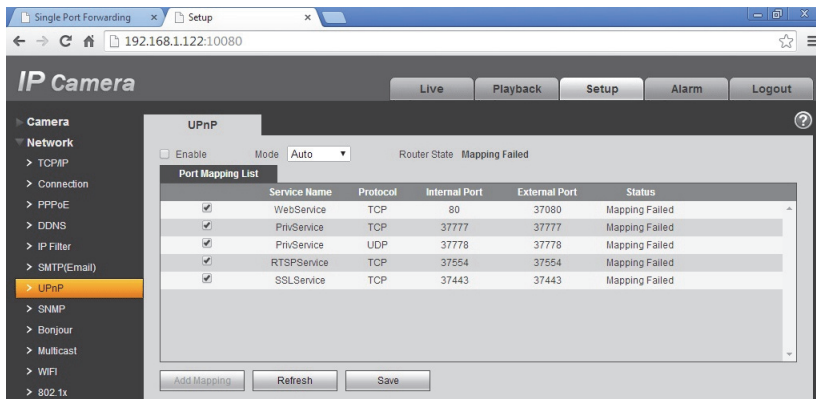 Single Port Forwarding
Setup
192.168.1.122:10080
IP Camera
Live Playback Setup Alarm Logout
Camera
Network
TCP/IP
Connection
PPPoE
DDNS
IP Filter
SMTP(Email)
UPnP
SNMP
Bonjour
Multicast
WIFI
802.1x
UPnP
Enable Mode Auto Router State Mapping Failed
Port Mapping List
Service Name Protocol Internal Port External Port Status
WebService TCP 80 37080 Mapping Failed
PrivService TCP 37777 37777 Mapping Failed
PrivService UDP 37778 37778 Mapping Failed
RTSPService TCP 37554 37554 Mapping Failed
SSLService TCP 37443 37443 Mapping Failed
Add Mapping Refresh Save